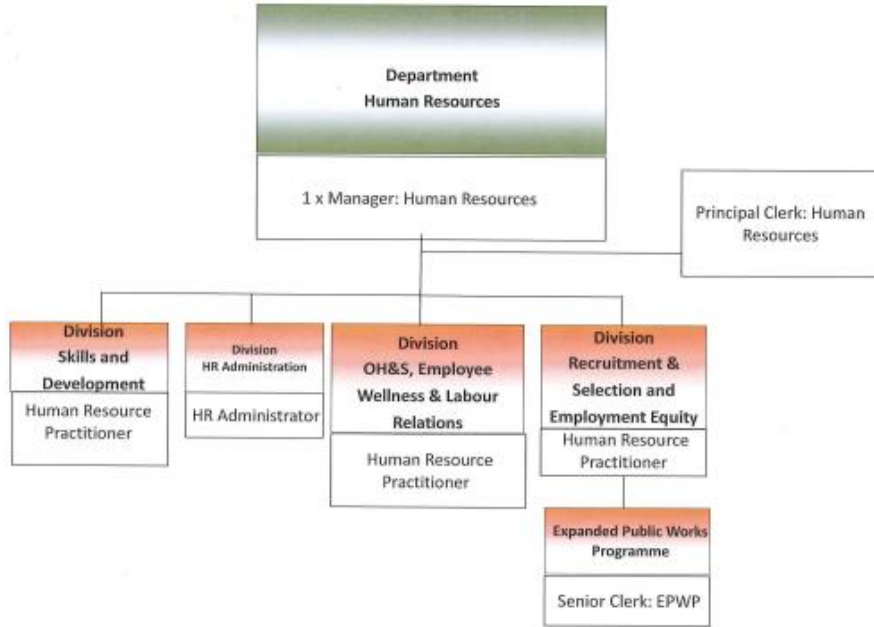 Department
Human Resources
1 x Manager: Human Resources
Principal Clerk: Human
Resources
Division
Skills and
Development
Human Resource
Practitioner
Division
HR Administration
HR Administrator
Division
OH&S, Employee
Wellness & Labour
Relations
Human Resource
Practitioner
Division
Recruitment &
Selection and
Employment Equity
Human Resource
Practitioner
Expanded Public Works
Programme
Senior Clerk: EPWP